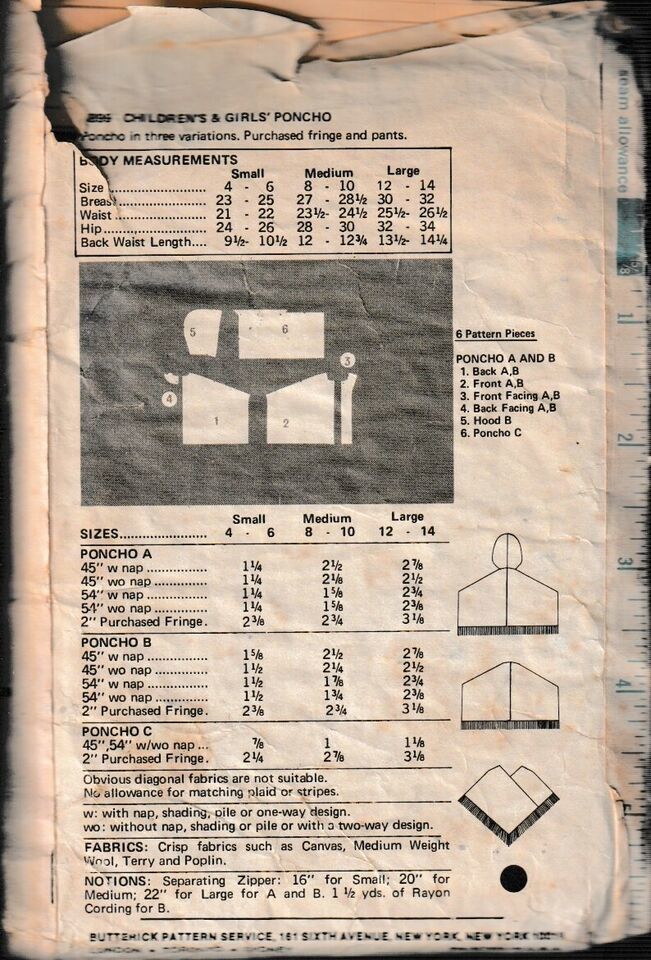 CHILDREN'S & GIRLS' PONCHO
Poncho in three variations. Purchased fringe and pants.
BODY MEASUREMENTS
Small Medium Large
Size 4 - 6 8 - 10 12 - 14
Breast 23 - 25 27 - 28½ 30 - 32
Waist 21 - 22 23½- 24½ 25½- 26½
Hip 24 - 26 28 - 30 32 - 34
Back Waist Length.... 9½- 10½ 12 - 12¾ 13½- 14¼
5
6
3
4
1
2
6 Pattern Pieces
PONCHO A AND B
1. Back A,B
2. Front A,B
3. Front Facing A,B
4. Back Facing A,B
5. Hood B
6. Poncho C
Small Medium Large
SIZES 4 - 6 8 - 10 12 - 14
PONCHO A
45" w nap 1¼ 2½ 2⅞
45" wo nap 1¼ 2⅛ 2½
54" w nap 1¼ 1⅝ 2¾
54" wo nap 1¼ 1⅝ 2⅜
2" Purchased Fringe. 2⅜ 2¾ 3⅛
PONCHO B
45" w nap 1⅝ 2½ 2⅞
45" wo nap 1½ 2¼ 2½
54" w nap 1½ 1⅞ 2¾
54" wo nap 1½ 1¾ 2⅜
2" Purchased Fringe. 2⅜ 2¾ 3⅛
PONCHO C
45",54" w/wo nap ... ⅞ 1 1⅛
2" Purchased Fringe. 2¼ 2⅞ 3⅛
Obvious diagonal fabrics are not suitable.
No allowance for matching plaid or stripes.
w: with nap, shading, pile or one-way design.
wo: without nap, shading or pile or with a two-way design.
FABRICS: Crisp fabrics such as Canvas, Medium Weight
Wool, Terry and Poplin.
NOTIONS: Separating Zipper: 16" for Small; 20" for
Medium; 22" for Large for A and B. 1 ½ yds. of Rayon
Cording for B.
BUTTERICK PATTERN SERVICE, 161 SIXTH AVENUE, NEW YORK, NEW YORK
LONDON • TORONTO • SYDNEY
seam allowance
5/8
1
2
3
4